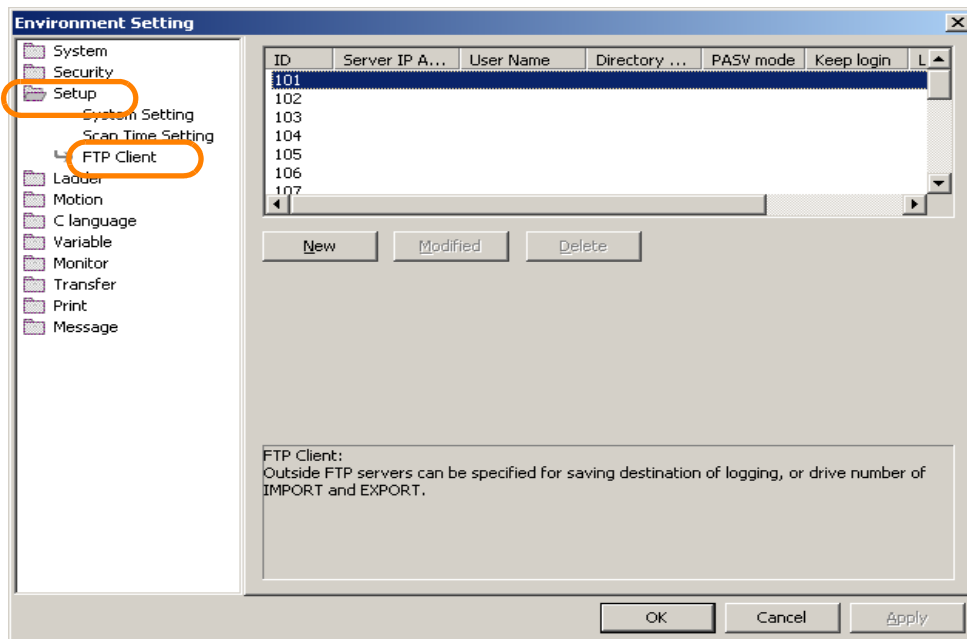 Environment Setting
System
Security
Setup
System Setting
Scan Time Setting
FTP Client
Ladder
Motion
C language
Variable
Monitor
Transfer
Print
Message
ID Server IP A... User Name Directory ... PASV mode Keep login L
101
102
103
104
105
106
107
New Modified Delete
FTP Client:
Outside FTP servers can be specified for saving destination of logging, or drive number of
IMPORT and EXPORT.
OK Cancel Apply